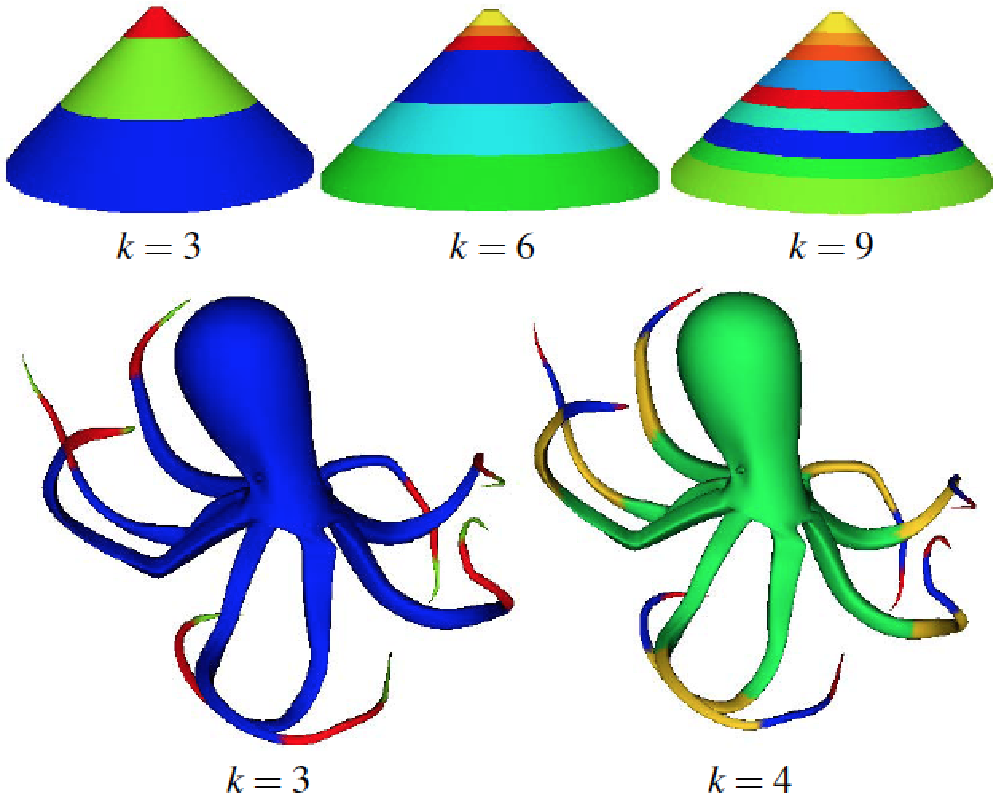 k = 3
k = 6
k = 9
k = 3
k = 4